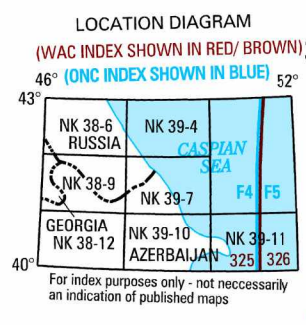 LOCATION DIAGRAM
(WAC INDEX SHOWN IN RED/ BROWN)
46° (ONC INDEX SHOWN IN BLUE) 52°
43°
NK 38-6
RUSSIA
NK 39-4
CASPIAN
SEA
NK 38-9
NK 39-7
F4 F5
GEORGIA
NK 38-12
NK 39-10
AZERBAIJAN
NK 39-11
325 326
40°
For index purposes only - not neccessarily
an indication of published maps